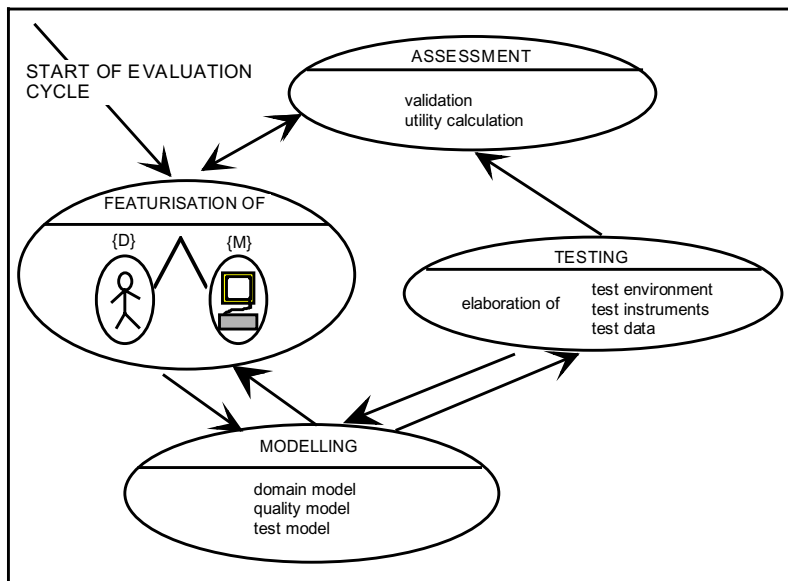 START OF EVALUATION
CYCLE
ASSESSMENT
validation
utility calculation
FEATURISATION OF
{D} {M}
TESTING
elaboration of
test environment
test instruments
test data
MODELLING
domain model
quality model
test model